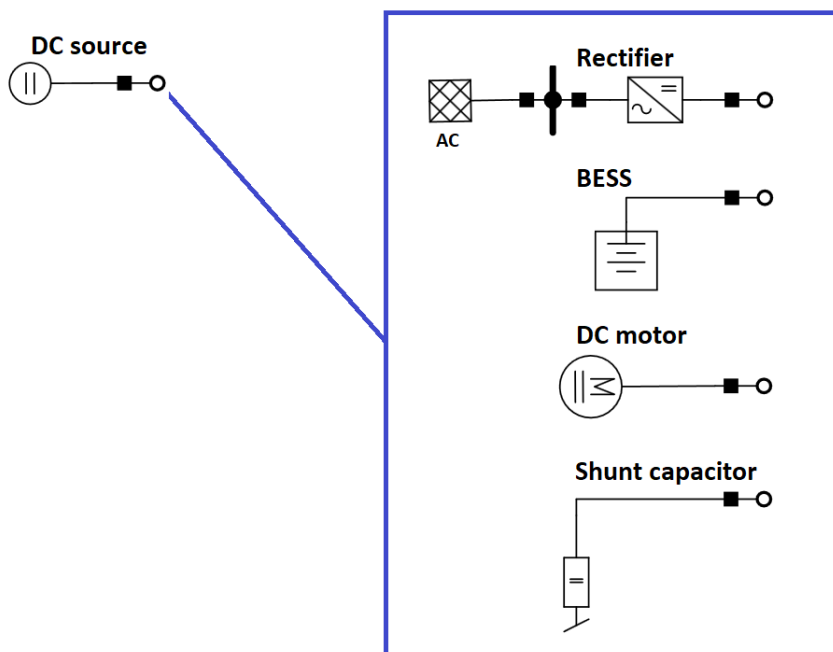 DC source
Rectifier
AC
BESS
DC motor
Shunt capacitor